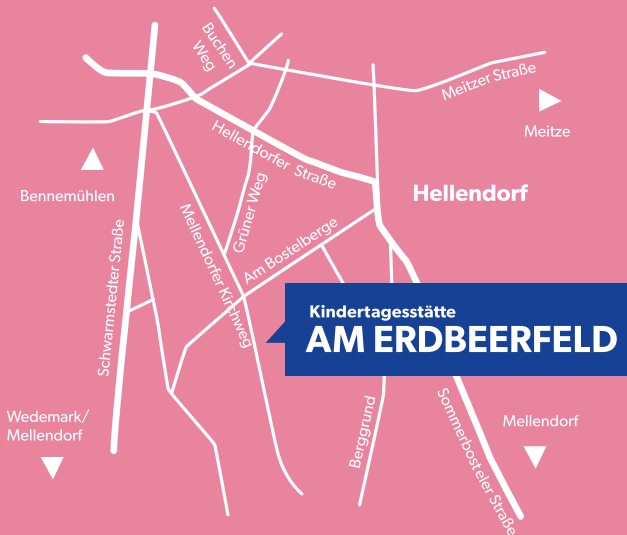 Buchen
Weg
Meitzer Straße
Meitze
Hellendorfer Straße
Bennemühlen
Hellendorf
Grüner Weg
Mellendorfer Kirchweg
Am Bostelberge
Schwarmstedter Straße
Kindertagesstätte
AM ERDBEERFELD
Wedemark/
Mellendorf
Berggrund
Sommerbosteler Straße
Mellendorf